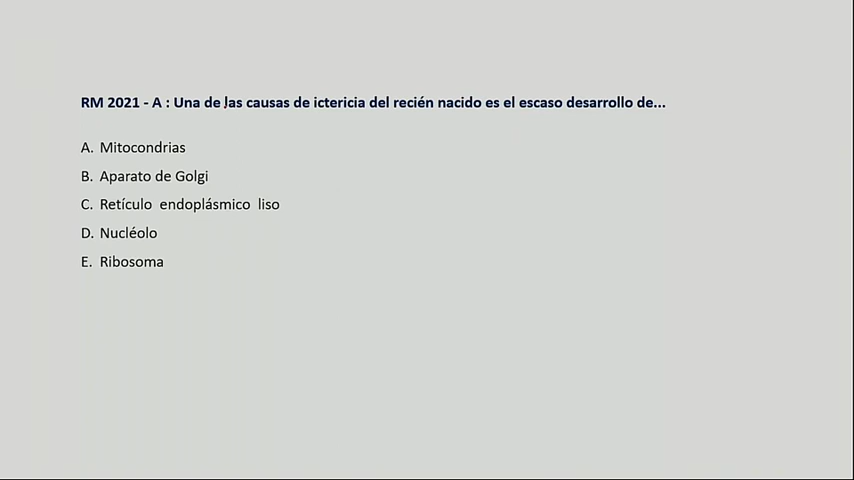 RM 2021 - A : Una de las causas de ictericia del recién nacido es el escaso desarrollo de...
A. Mitocondrias
B. Aparato de Golgi
C. Retículo endoplásmico liso
D. Nucléolo
E. Ribosoma